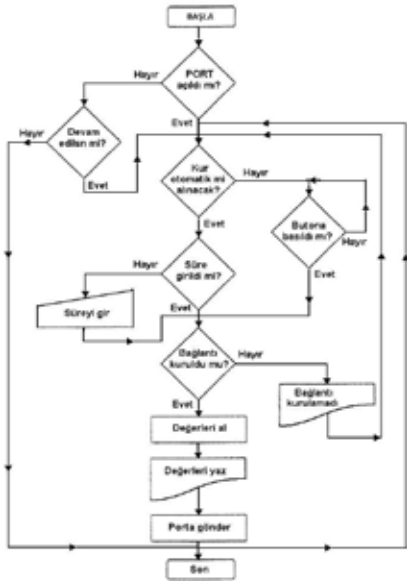 BAŞLA
PORT
açıldı mı?
Hayır
Evet
Devam
edilsin mi?
Hayır
Evet
Kur
otomatik mi
alınacak?
Hayır
Evet
Butona
basıldı mı?
Hayır
Evet
Süre
girildi mi?
Hayır
Evet
Süreyi gir
Bağlantı
kuruldu mu?
Hayır
Evet
Bağlantı
kurulamadı
Değerleri al
Değerleri yaz
Porta gönder
Son